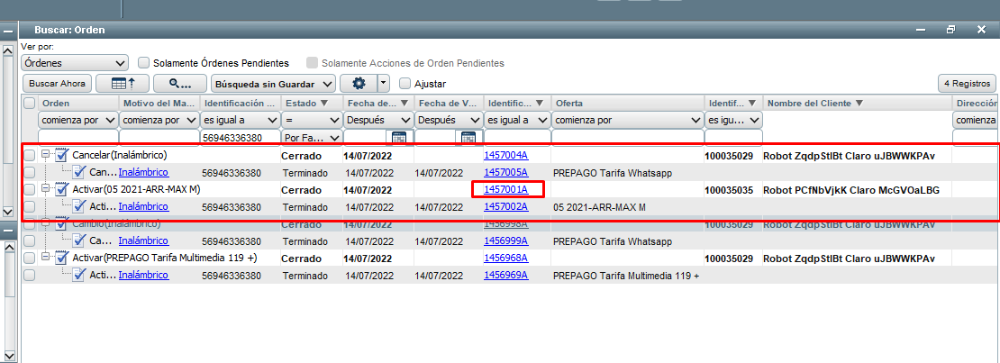 Buscar: Orden
Ver por:
Órdenes Solamente Órdenes Pendientes Solamente Acciones de Orden Pendientes
Buscar Ahora ... Búsqueda sin Guardar Ajustar 4 Registros
Orden Motivo del Ma... Identificación ... Estado Fecha de... Fecha de V... Identific... Oferta Identif... Nombre del Cliente Dirección
comienza por comienza por es igual a = Después Después es igual a comienza por es igu... comienza
56946336380 Por Fa...
Cancelar(Inalámbrico) Cerrado 14/07/2022 1457004A 100035029 Robot ZqdpStlBt Claro uJBWWKPAv
Can... Inalámbrico 56946336380 Terminado 14/07/2022 14/07/2022 1457005A PREPAGO Tarifa Whatsapp
Activar(05 2021-ARR-MAX M) Cerrado 14/07/2022 1457001A 100035035 Robot PCfNbVjkK Claro McGVOaLBG
Acti... Inalámbrico 56946336380 Terminado 14/07/2022 14/07/2022 1457002A 05 2021-ARR-MAX M
Cambio(Inalámbrico) Cerrado 14/07/2022 1456998A 100035029 Robot ZqdpStlBt Claro uJBWWKPAv
Ca... Inalámbrico 56946336380 Terminado 14/07/2022 14/07/2022 1456999A PREPAGO Tarifa Whatsapp
Activar(PREPAGO Tarifa Multimedia 119 +) Cerrado 14/07/2022 1456968A 100035029 Robot ZqdpStlBt Claro uJBWWKPAv
Acti... Inalámbrico 56946336380 Terminado 14/07/2022 14/07/2022 1456969A PREPAGO Tarifa Multimedia 119 +